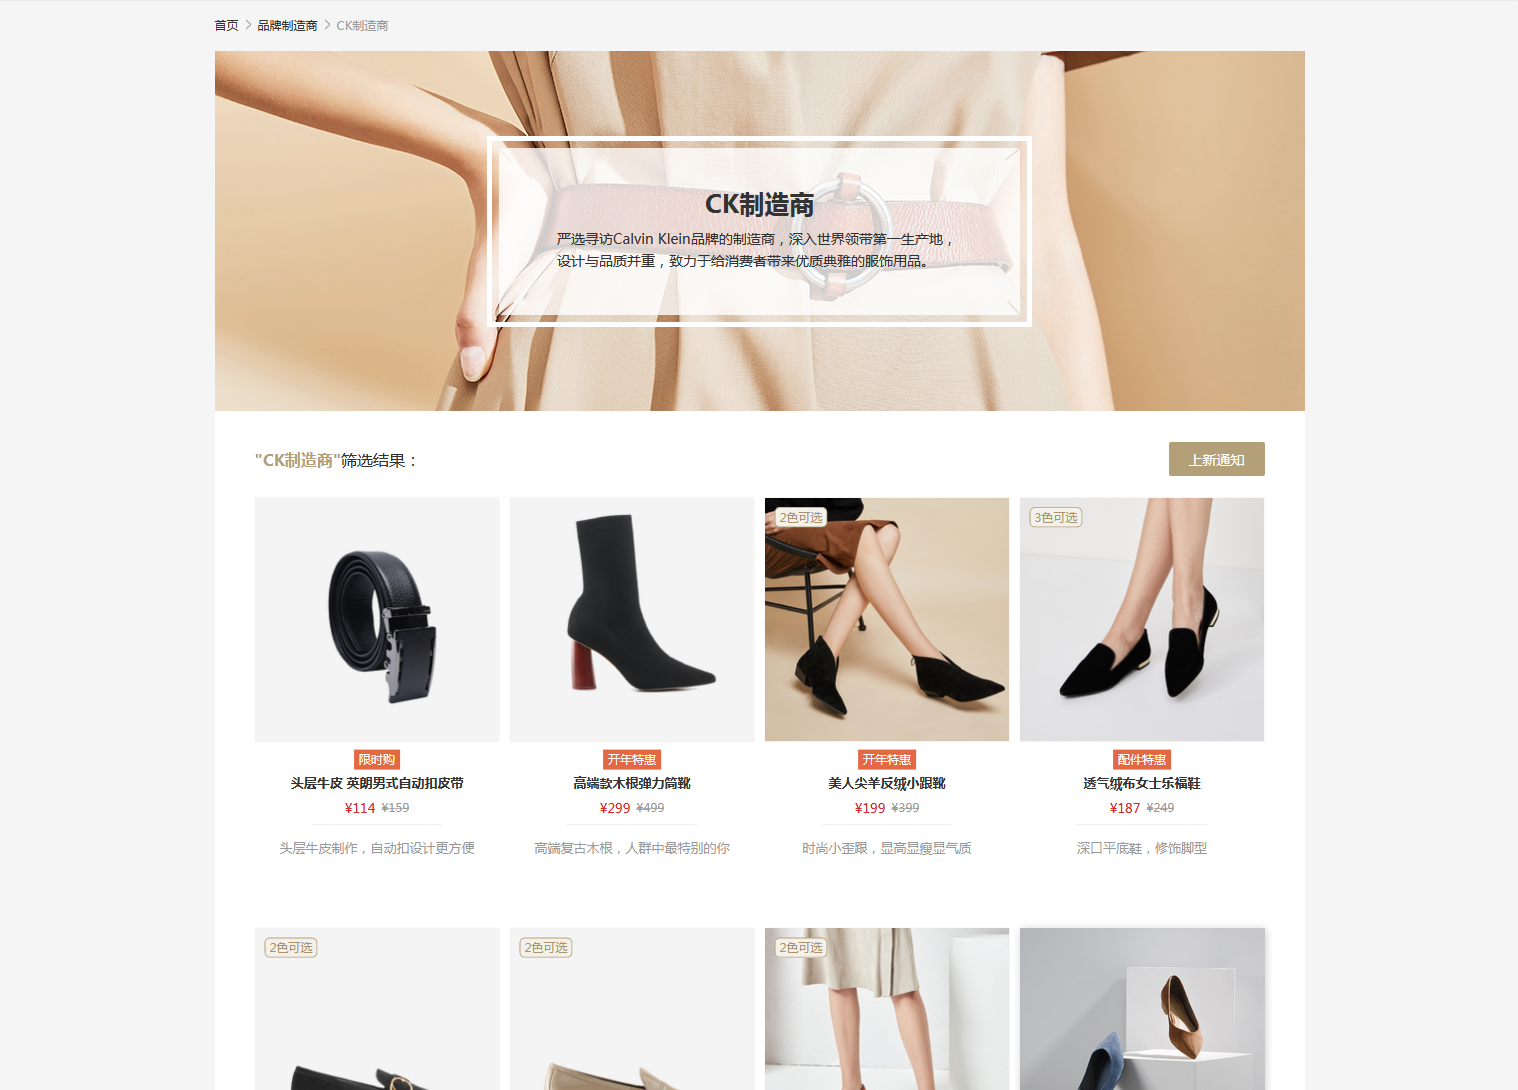 首页 > 品牌制造商 > CK制造商
CK制造商
严选寻访Calvin Klein品牌的制造商，深入世界领带第一生产地，
设计与品质并重，致力于给消费者带来优质典雅的服饰用品。
"CK制造商"筛选结果：
上新通知
2色可选
3色可选
限时购
头层牛皮 英朗男式自动扣皮带
¥114 ¥159
头层牛皮制作，自动扣设计更方便
开年特惠
高端款木根弹力筒靴
¥299 ¥499
高端复古木根，人群中最特别的你
开年特惠
美人尖羊反绒小跟靴
¥199 ¥399
时尚小歪跟，显高显瘦显气质
配件特惠
透气绒布女士乐福鞋
¥187 ¥249
深口平底鞋，修饰脚型
2色可选
2色可选
2色可选